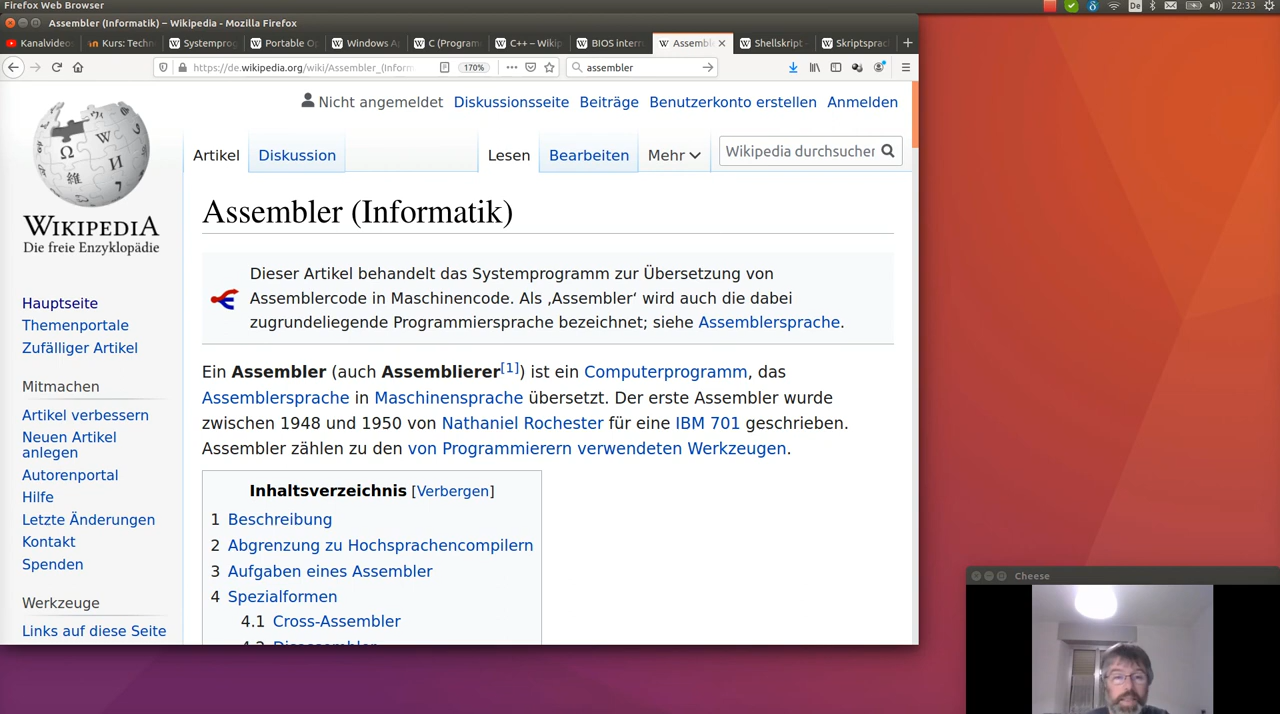 Firefox Web Browser
De
22:33
Assembler (Informatik) – Wikipedia - Mozilla Firefox
Kanalvideo
Kurs: Techn
Systemprog
Portable Op
Windows A
C (Program
C++ – Wiki
BIOS inter
Assembl
Shellskript -
Skriptsprac
https://de.wikipedia.org/wiki/Assembler_(Inform
170%
assembler
Nicht angemeldet Diskussionsseite Beiträge Benutzerkonto erstellen Anmelden
Artikel Diskussion Lesen Bearbeiten Mehr Wikipedia durchsuchen
WIKIPEDIA
Die freie Enzyklopädie
Hauptseite
Themenportale
Zufälliger Artikel
Mitmachen
Artikel verbessern
Neuen Artikel
anlegen
Autorenportal
Hilfe
Letzte Änderungen
Kontakt
Spenden
Werkzeuge
Links auf diese Seite
Assembler (Informatik)
Dieser Artikel behandelt das Systemprogramm zur Übersetzung von
Assemblercode in Maschinencode. Als ‚Assembler‘ wird auch die dabei
zugrundeliegende Programmiersprache bezeichnet; siehe Assemblersprache.
Ein Assembler (auch Assemblierer[1]) ist ein Computerprogramm, das
Assemblersprache in Maschinensprache übersetzt. Der erste Assembler wurde
zwischen 1948 und 1950 von Nathaniel Rochester für eine IBM 701 geschrieben.
Assembler zählen zu den von Programmierern verwendeten Werkzeugen.
Inhaltsverzeichnis [Verbergen]
1 Beschreibung
2 Abgrenzung zu Hochsprachencompilern
3 Aufgaben eines Assembler
4 Spezialformen
4.1 Cross-Assembler
4.2 Disassembler
Cheese